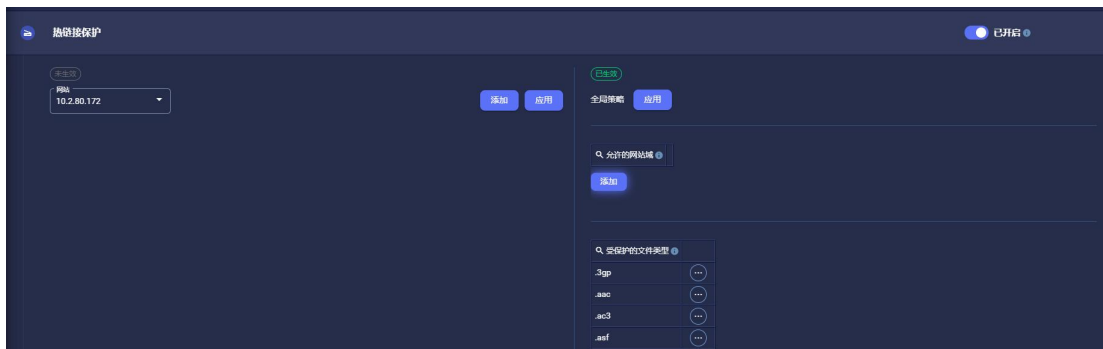 热链接保护
已开启
未生效
网站
10.2.80.172
添加
应用
已生效
全局策略
应用
允许的网站域
添加
受保护的文件类型
.3gp
.aac
.ac3
.asf